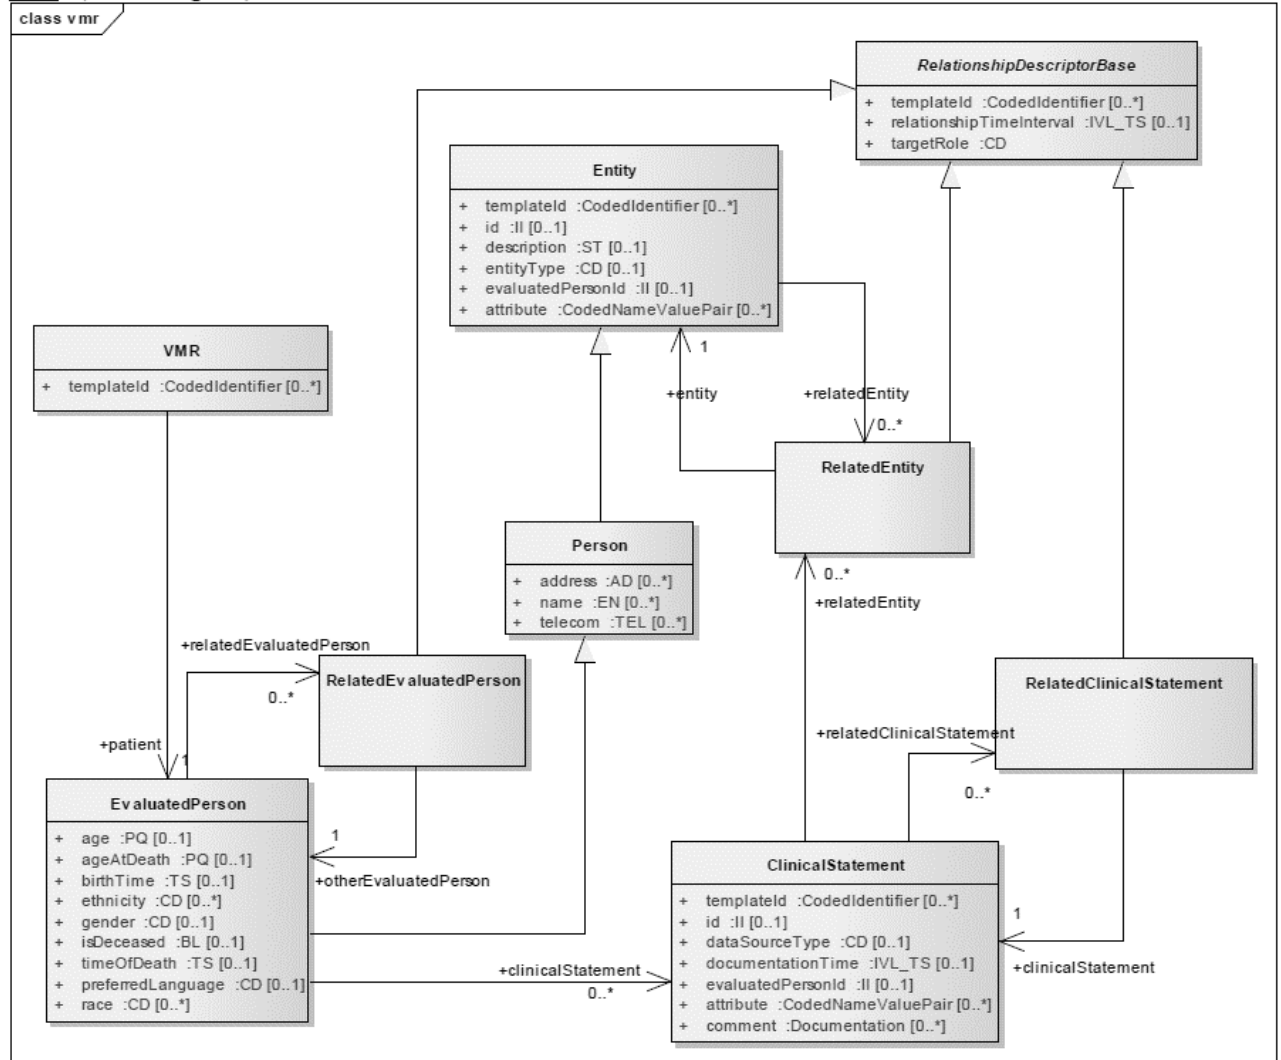 class vmr
RelationshipDescriptorBase
+ templateId :CodedIdentifier [0..*]
+ relationshipTimeInterval :IVL_TS [0..1]
+ targetRole :CD
Entity
+ templateId :CodedIdentifier [0..*]
+ id :II [0..1]
+ description :ST [0..1]
+ entityType :CD [0..1]
+ evaluatedPersonId :II [0..1]
+ attribute :CodedNameValuePair [0..*]
VMR
+ templateId :CodedIdentifier [0..*]
1
+entity
+relatedEntity
0..*
RelatedEntity
Person
+ address :AD [0..*]
+ name :EN [0..*]
+ telecom :TEL [0..*]
0..*
+relatedEntity
+relatedEvaluatedPerson
0..*
RelatedEvaluatedPerson
RelatedClinicalStatement
+relatedClinicalStatement
0..*
+patient
1
EvaluatedPerson
+ age :PQ [0..1]
+ ageAtDeath :PQ [0..1]
+ birthTime :TS [0..1]
+ ethnicity :CD [0..*]
+ gender :CD [0..1]
+ isDeceased :BL [0..1]
+ timeOfDeath :TS [0..1]
+ preferredLanguage :CD [0..1]
+ race :CD [0..*]
1
+otherEvaluatedPerson
+clinicalStatement
0..*
ClinicalStatement
+ templateId :CodedIdentifier [0..*]
+ id :II [0..1]
+ dataSourceType :CD [0..1]
+ documentationTime :IVL_TS [0..1]
+ evaluatedPersonId :II [0..1]
+ attribute :CodedNameValuePair [0..*]
+ comment :Documentation [0..*]
1
+clinicalStatement